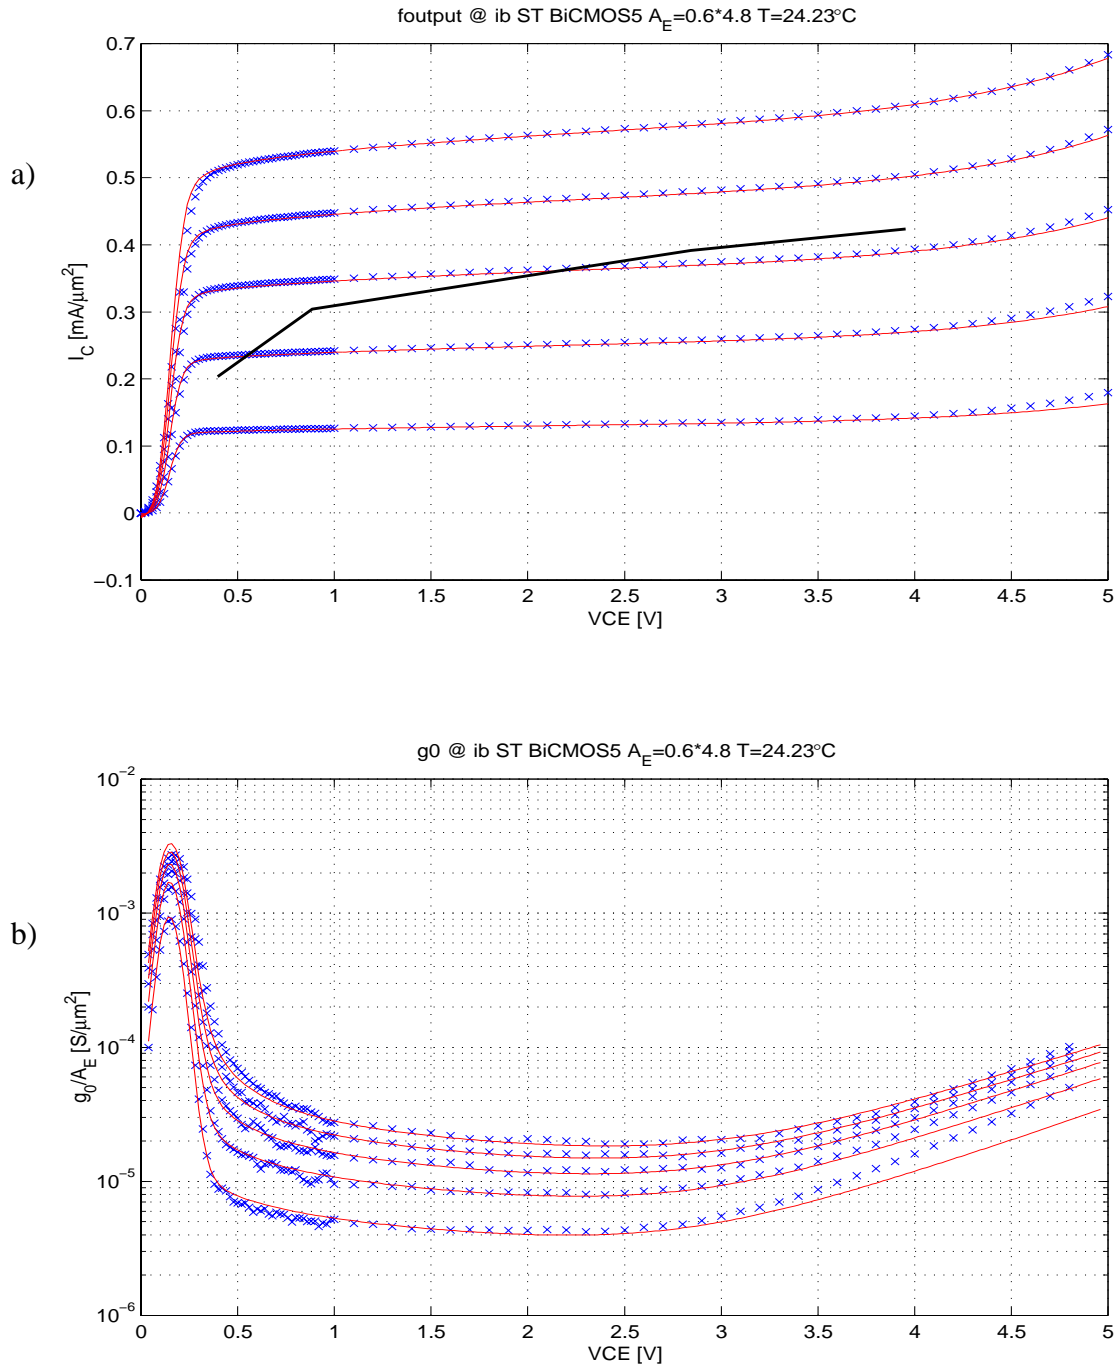 foutput @ ib ST BiCMOS5 A_E=0.6*4.8 T=24.23°C
a)
I_C [mA/μm²]
0.7
0.6
0.5
0.4
0.3
0.2
0.1
0
−0.1
0 0.5 1 1.5 2 2.5 3 3.5 4 4.5 5
VCE [V]
g0 @ ib ST BiCMOS5 A_E=0.6*4.8 T=24.23°C
b)
g_0/A_E [S/μm²]
10⁻²
10⁻³
10⁻⁴
10⁻⁵
10⁻⁶
0 0.5 1 1.5 2 2.5 3 3.5 4 4.5 5
VCE [V]